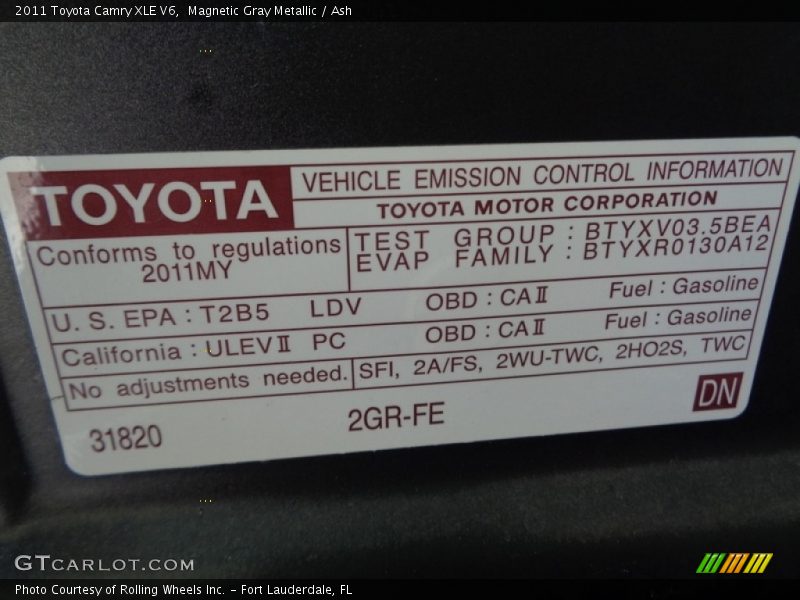 2011 Toyota Camry XLE V6, Magnetic Gray Metallic / Ash
TOYOTA
VEHICLE EMISSION CONTROL INFORMATION
TOYOTA MOTOR CORPORATION
Conforms to regulations
2011MY
TEST GROUP : BTYXV03.5BEA
EVAP FAMILY : BTYXR0130A12
U. S. EPA : T2B5 LDV OBD : CAⅡ Fuel : Gasoline
California : ULEVⅡ PC OBD : CAⅡ Fuel : Gasoline
No adjustments needed. SFI, 2A/FS, 2WU-TWC, 2HO2S, TWC
31820 2GR-FE DN
GTCARLOT.COM
Photo Courtesy of Rolling Wheels Inc. – Fort Lauderdale, FL